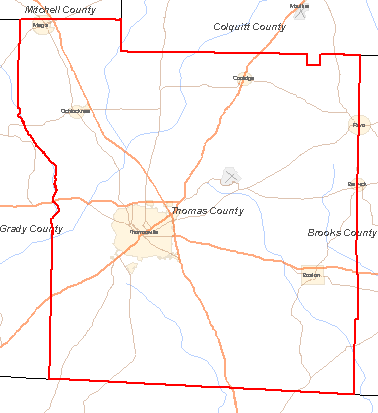 Mitchell County
Moultrie
Meigs
Colquitt County
Coolidge
Ochlocknee
Pavo
Barwick
Thomas County
Grady County
Thomasville
Brooks County
Boston